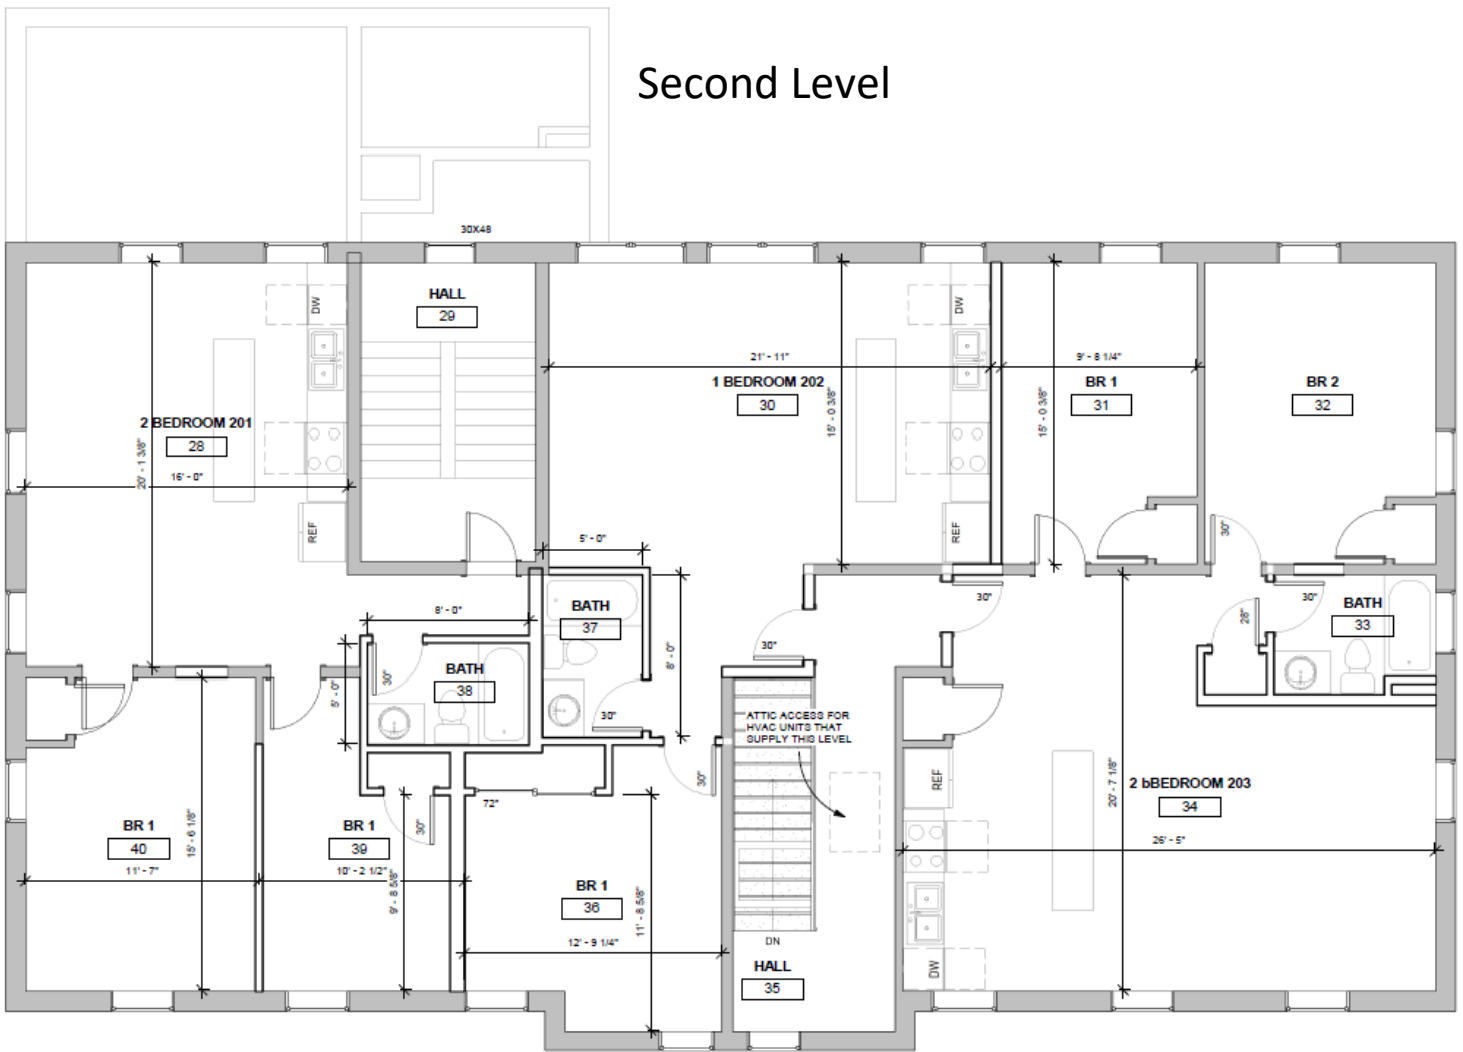 Second Level
30X48
HALL
29
DW
DW
21' - 11"
9' - 8 1/4"
1 BEDROOM 202
30
BR 1
31
BR 2
32
2 BEDROOM 201
28
20' - 1 3/8"
16' - 0"
15' - 0 3/8"
15' - 0 3/8"
REF
REF
30"
5' - 0"
BATH
37
8' - 0"
30"
30"
BATH
33
28"
30"
8' - 0"
BATH
38
30"
5' - 0"
30"
ATTIC ACCESS FOR
HVAC UNITS THAT
SUPPLY THIS LEVEL
REF
20' - 7 1/8"
2 bBEDROOM 203
34
26' - 5"
72"
30"
BR 1
40
15' - 6 1/8"
11' - 7"
BR 1
39
30"
10' - 2 1/2"
9' - 8 5/8"
BR 1
36
11' - 8 5/8"
12' - 9 1/4"
DN
HALL
35
DW